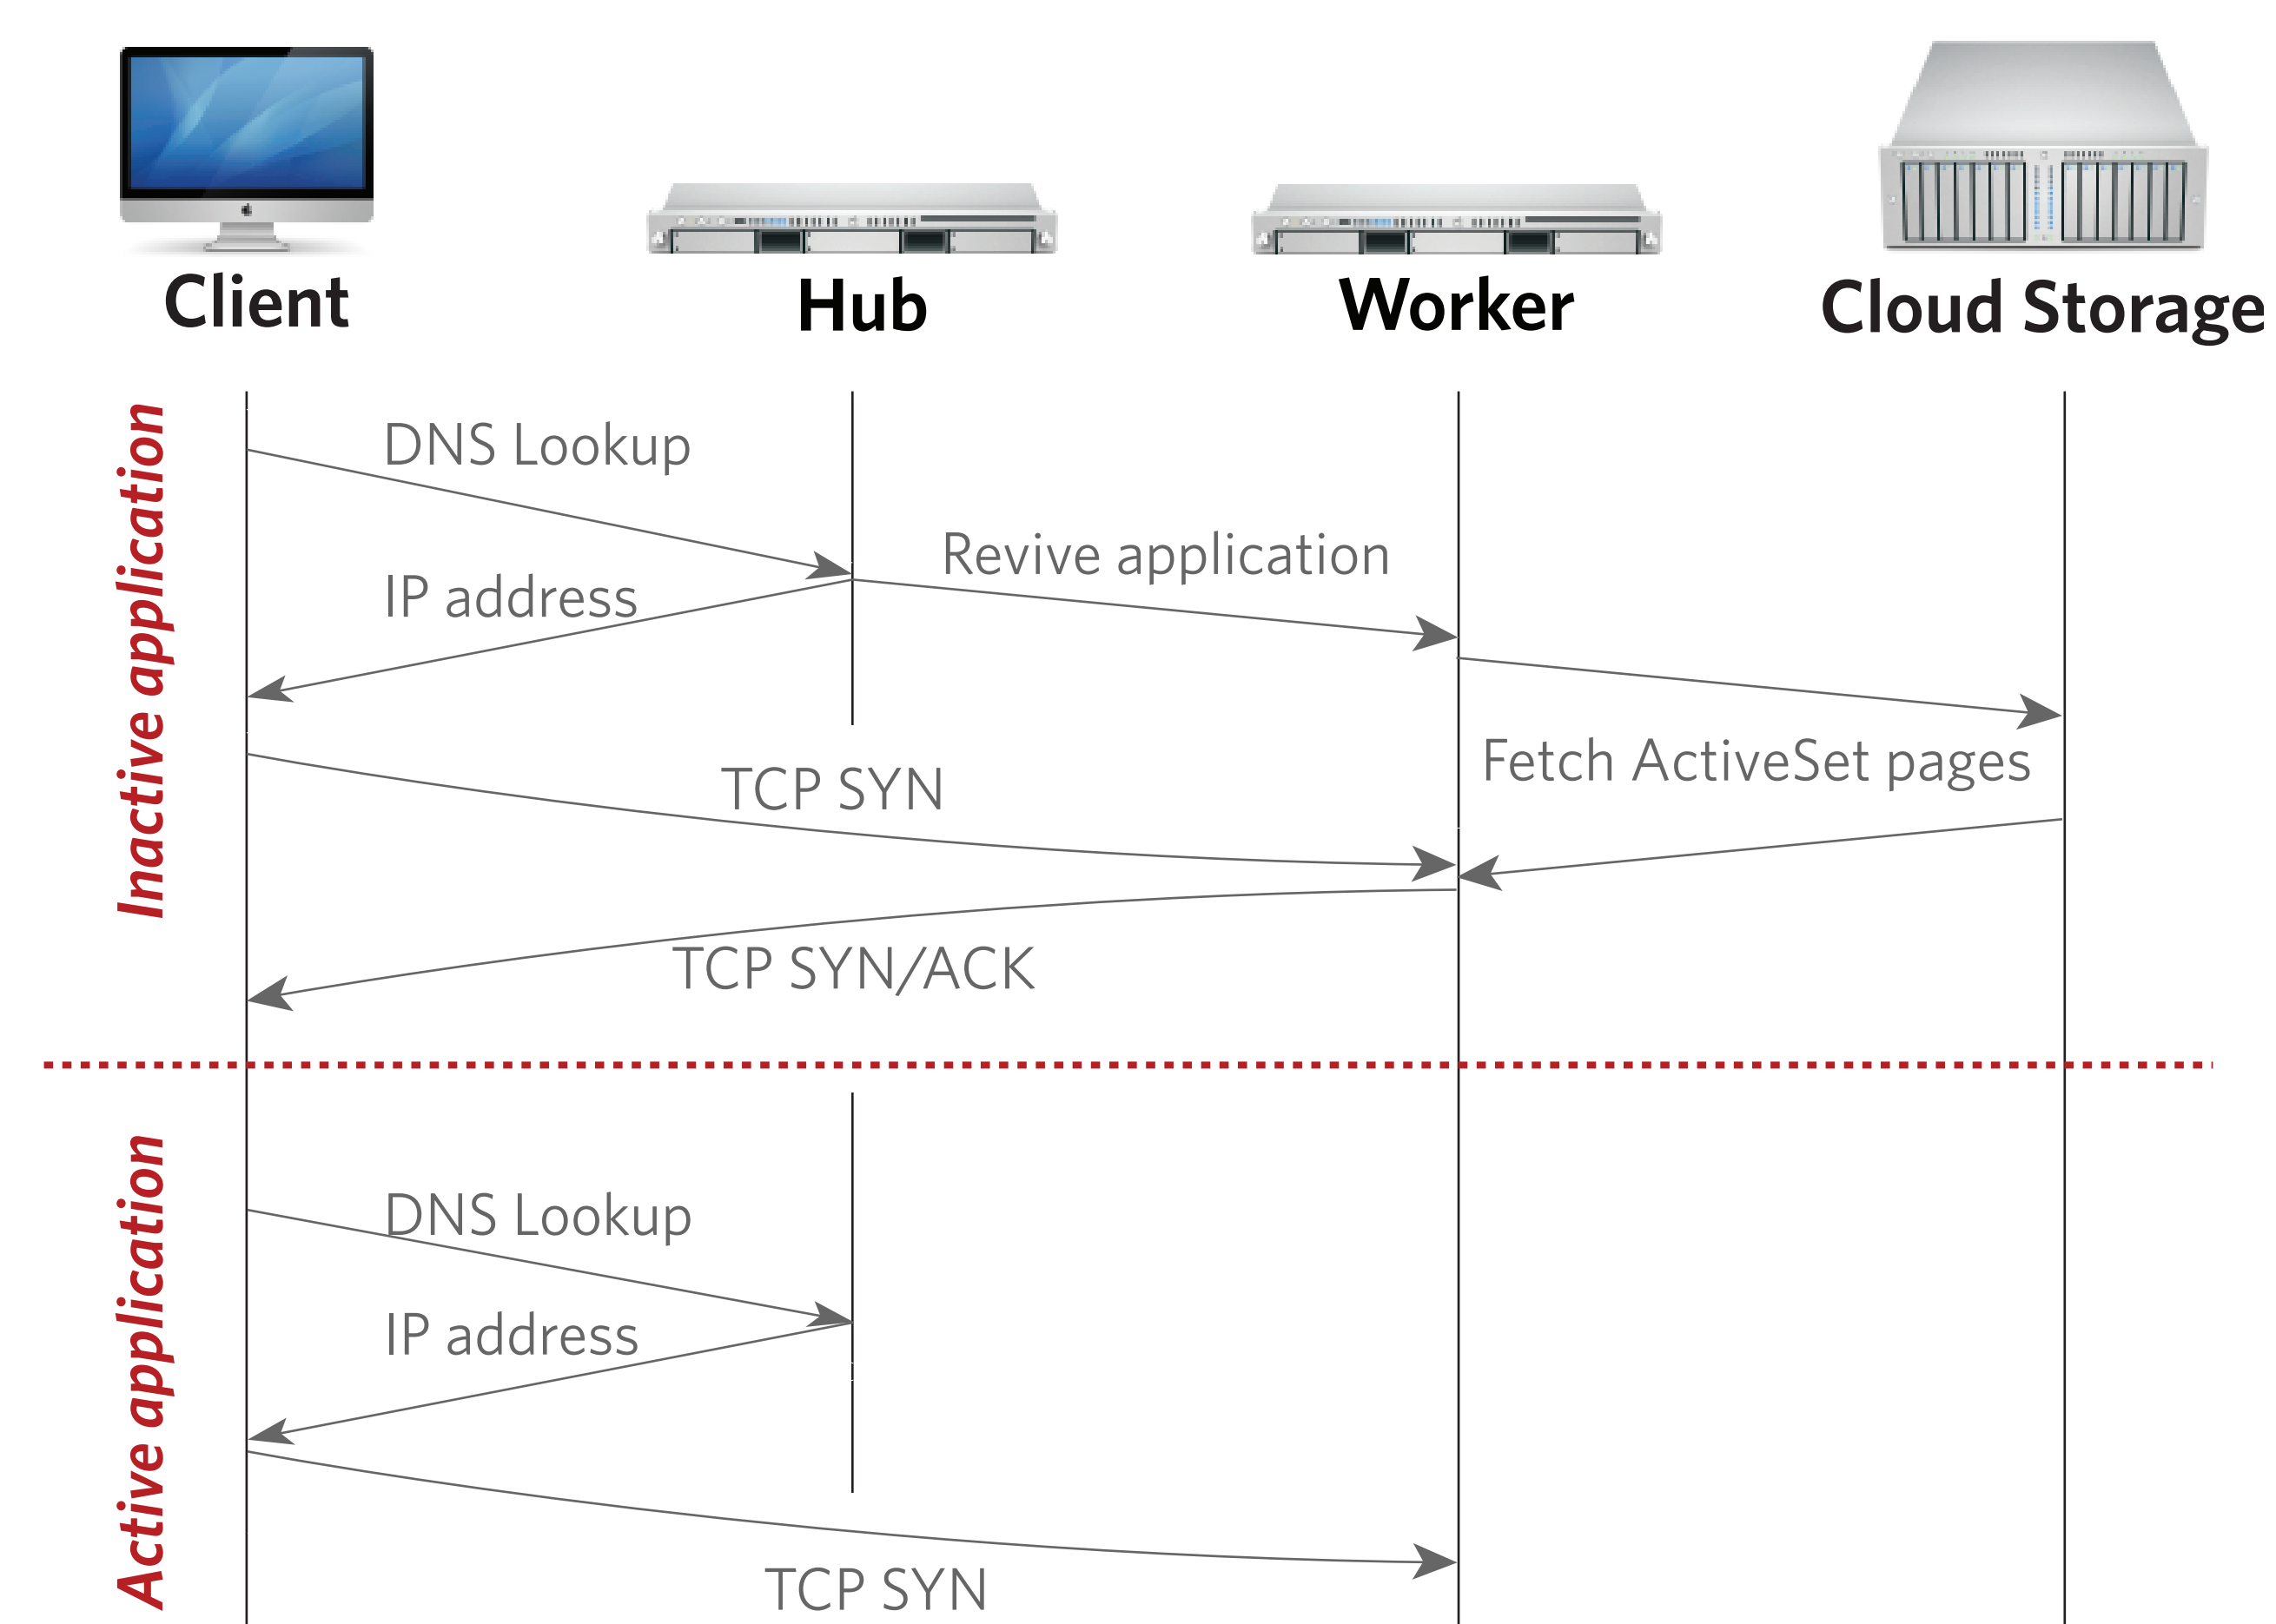 Client
Hub
Worker
Cloud Storage
Inactive application
DNS Lookup
Revive application
IP address
Fetch ActiveSet pages
TCP SYN
TCP SYN/ACK
Active application
DNS Lookup
IP address
TCP SYN